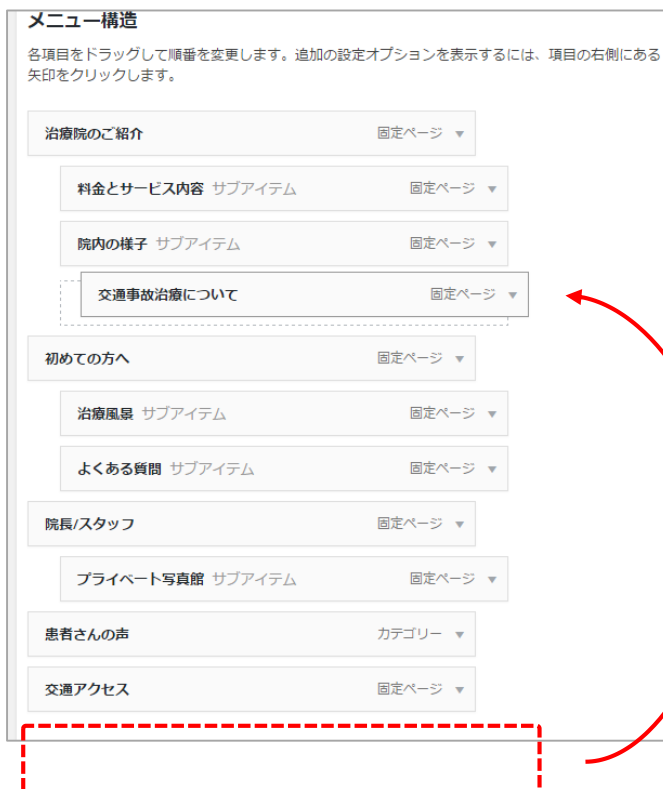 メニュー構造
各項目をドラッグして順番を変更します。追加の設定オプションを表示するには、項目の右側にある
矢印をクリックします。
治療院のご紹介 固定ページ ▼
料金とサービス内容 サブアイテム 固定ページ ▼
院内の様子 サブアイテム 固定ページ ▼
交通事故治療について 固定ページ ▼
初めての方へ 固定ページ ▼
治療風景 サブアイテム 固定ページ ▼
よくある質問 サブアイテム 固定ページ ▼
院長/スタッフ 固定ページ ▼
プライベート写真館 サブアイテム 固定ページ ▼
患者さんの声 カテゴリー ▼
交通アクセス 固定ページ ▼